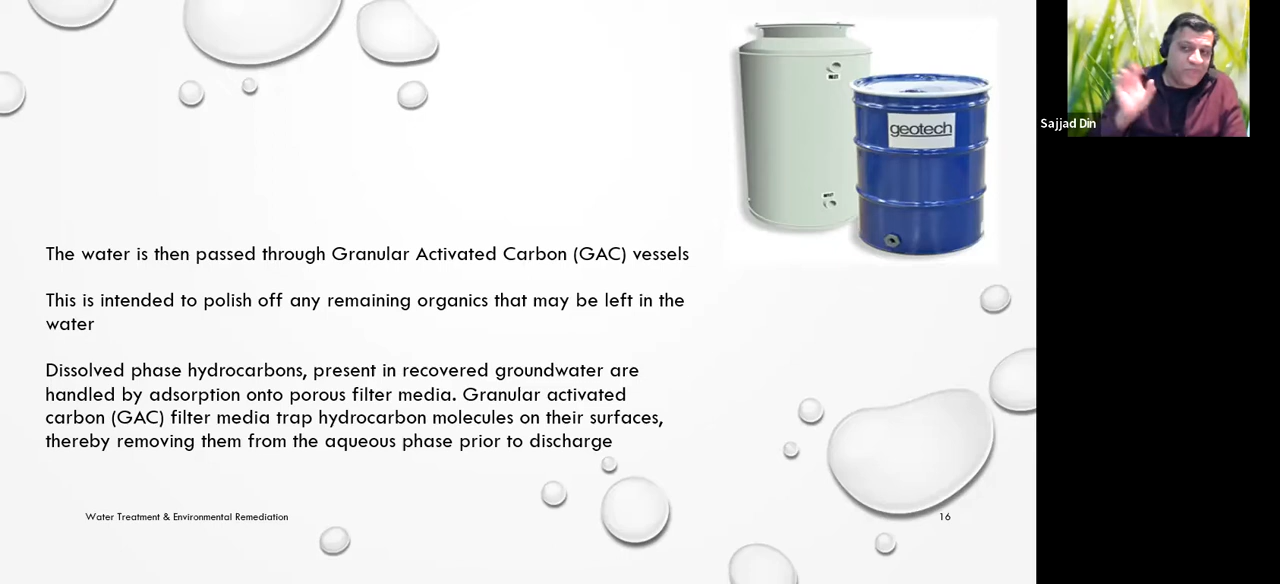 geotech
Sajjad Din
The water is then passed through Granular Activated Carbon (GAC) vessels
This is intended to polish off any remaining organics that may be left in the
water
Dissolved phase hydrocarbons, present in recovered groundwater are
handled by adsorption onto porous filter media. Granular activated
carbon (GAC) filter media trap hydrocarbon molecules on their surfaces,
thereby removing them from the aqueous phase prior to discharge
Water Treatment & Environmental Remediation
16